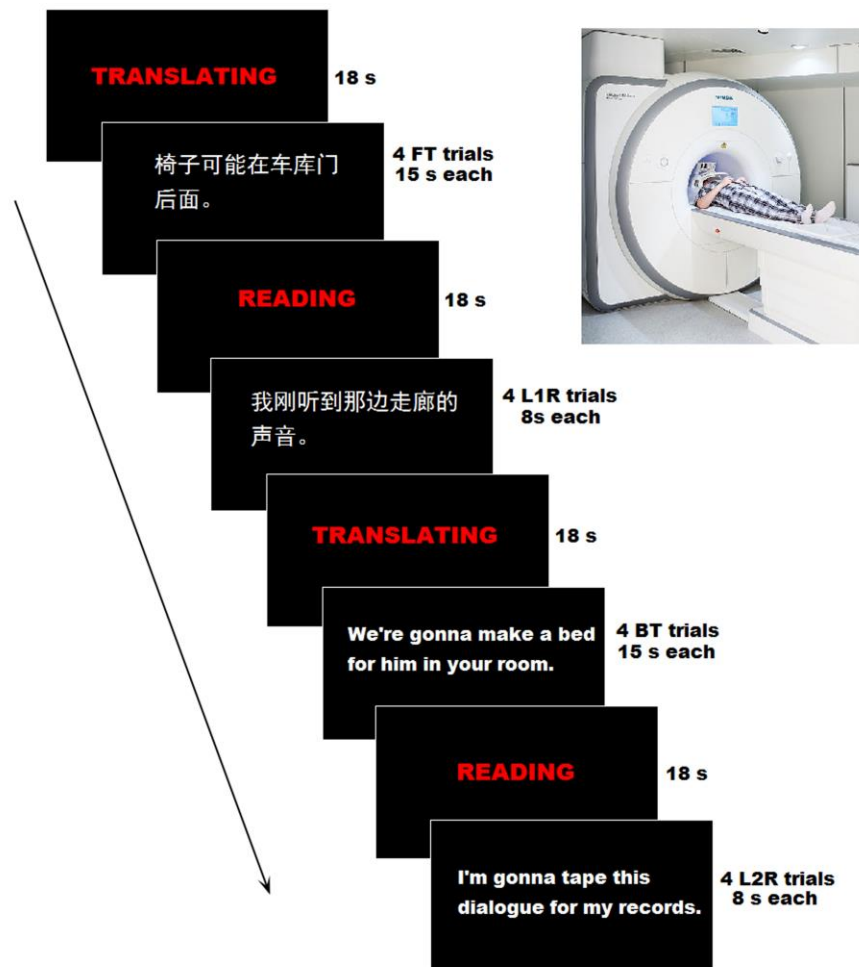 TRANSLATING
18 s
椅子可能在车库门
后面。
4 FT trials
15 s each
READING
18 s
我刚听到那边走廊的
声音。
4 L1R trials
8s each
TRANSLATING
18 s
We're gonna make a bed
for him in your room.
4 BT trials
15 s each
READING
18 s
I'm gonna tape this
dialogue for my records.
4 L2R trials
8 s each